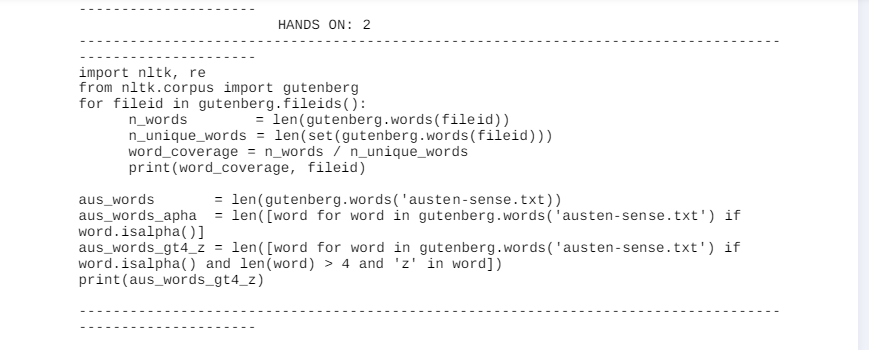 - - - - - - - - - - - - - - - - - - - - -
HANDS ON: 2
- - - - - - - - - - - - - - - - - - - - - - - - - - - - - - - - - - - - - - - - - - - - - - - - - - - - - - - - - - - - - - - - - - - - - - - - - - - - - - - - - - -
- - - - - - - - - - - - - - - - - - - - -
import nltk, re
from nltk.corpus import gutenberg
for fileid in gutenberg.fileids():
      n_words        = len(gutenberg.words(fileid))
      n_unique_words = len(set(gutenberg.words(fileid)))
      word_coverage = n_words / n_unique_words
      print(word_coverage, fileid)

aus_words       = len(gutenberg.words('austen-sense.txt))
aus_words_apha  = len([word for word in gutenberg.words('austen-sense.txt') if
word.isalpha()]
aus_words_gt4_z = len([word for word in gutenberg.words('austen-sense.txt') if
word.isalpha() and len(word) > 4 and 'z' in word])
print(aus_words_gt4_z)

- - - - - - - - - - - - - - - - - - - - - - - - - - - - - - - - - - - - - - - - - - - - - - - - - - - - - - - - - - - - - - - - - - - - - - - - - - - - - - - - - - -
- - - - - - - - - - - - - - - - - - - - -